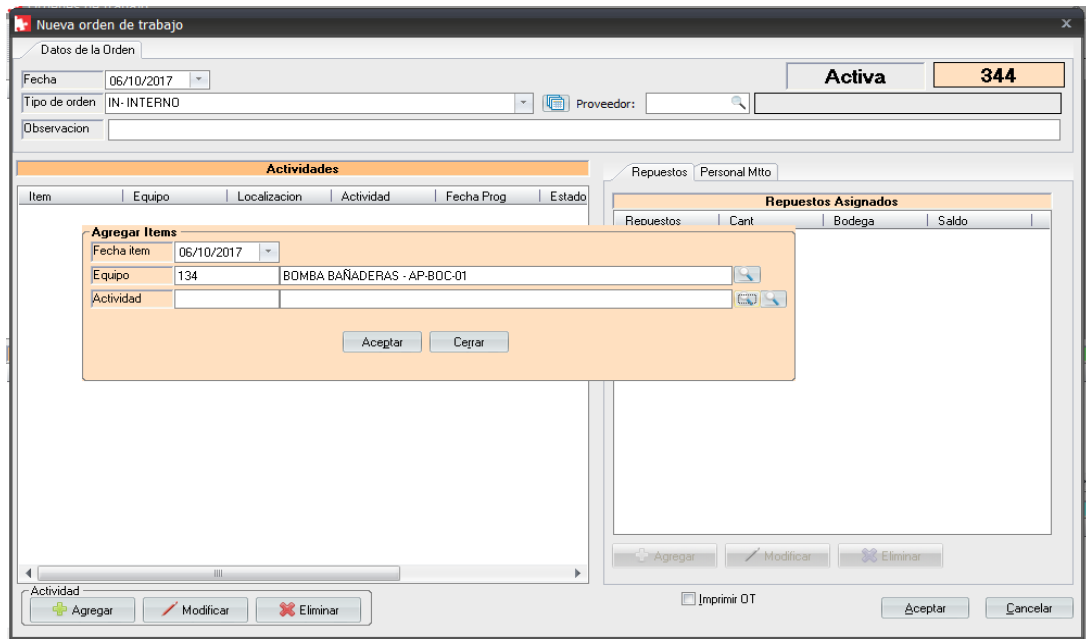 Nueva orden de trabajo
x
Datos de la Orden
Fecha 06/10/2017 Activa 344
Tipo de orden IN- INTERNO Proveedor:
Observacion
Actividades
Item Equipo Localizacion Actividad Fecha Prog Estado
Agregar Items
Fecha item 06/10/2017
Equipo 134 BOMBA BAÑADERAS - AP-BOC-01
Actividad
Aceptar Cerrar
Actividad
Agregar Modificar Eliminar
Repuestos Personal Mtto
Repuestos Asignados
Repuestos Cant Bodega Saldo
Agregar Modificar Eliminar
Imprimir OT
Aceptar Cancelar